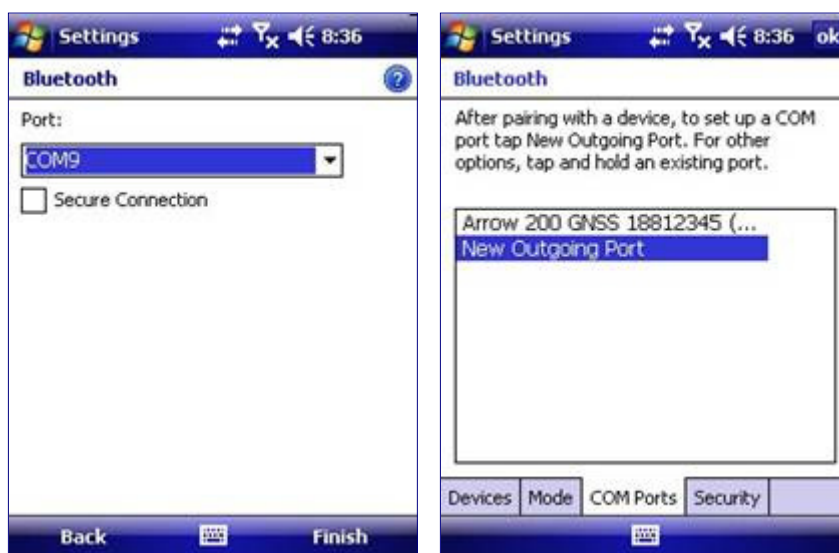 Settings 8:36
Bluetooth
Port:
COM9
Secure Connection
Back Finish
Settings 8:36 ok
Bluetooth
After pairing with a device, to set up a COM
port tap New Outgoing Port. For other
options, tap and hold an existing port.
Arrow 200 GNSS 18812345 (...
New Outgoing Port
Devices Mode COM Ports Security